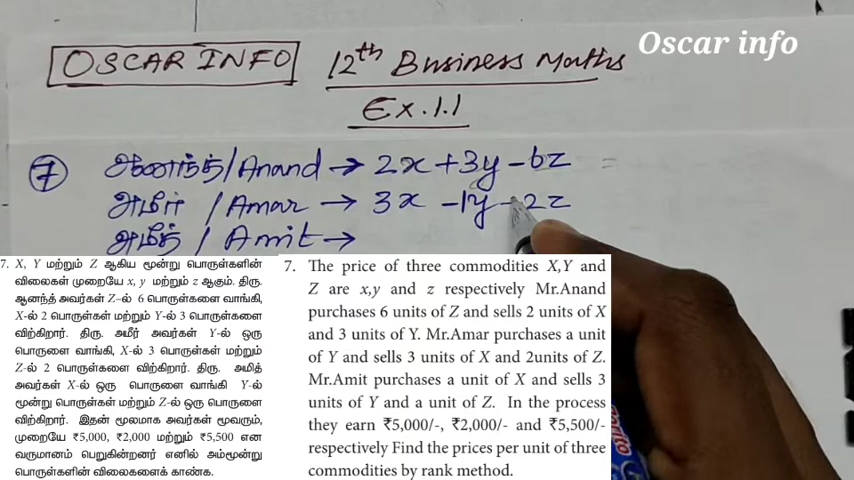 Oscar info
OSCAR INFO 12th Business Maths
Ex.1.1
7 ஆனந்த் / Anand → 2x + 3y - 6z =
அமீர் / Amar → 3x - 1y - 2z
அமித் / Amit →
7. X, Y மற்றும் Z ஆகிய மூன்று பொருள்களின்
விலைகள் முறையே x, y மற்றும் z ஆகும். திரு.
ஆனந்த் அவர்கள் Z-ல் 6 பொருள்களை வாங்கி,
X-ல் 2 பொருள்கள் மற்றும் Y-ல் 3 பொருள்களை
விற்கிறார். திரு. அமீர் அவர்கள் Y-ல் ஒரு
பொருளை வாங்கி, X-ல் 3 பொருள்கள் மற்றும்
Z-ல் 2 பொருள்களை விற்கிறார். திரு. அமித்
அவர்கள் X-ல் ஒரு பொருளை வாங்கி Y-ல்
மூன்று பொருள்கள் மற்றும் Z-ல் ஒரு பொருளை
விற்கிறார். இதன் மூலமாக அவர்கள் மூவரும்,
முறையே ₹5,000, ₹2,000 மற்றும் ₹5,500 என
வருமானம் பெறுகின்றனர் எனில் அம்மூன்று
பொருள்களின் விலைகளைக் காண்க.
7. The price of three commodities X,Y and
Z are x,y and z respectively Mr.Anand
purchases 6 units of Z and sells 2 units of X
and 3 units of Y. Mr.Amar purchases a unit
of Y and sells 3 units of X and 2units of Z.
Mr.Amit purchases a unit of X and sells 3
units of Y and a unit of Z. In the process
they earn ₹5,000/-, ₹2,000/- and ₹5,500/-
respectively Find the prices per unit of three
commodities by rank method.